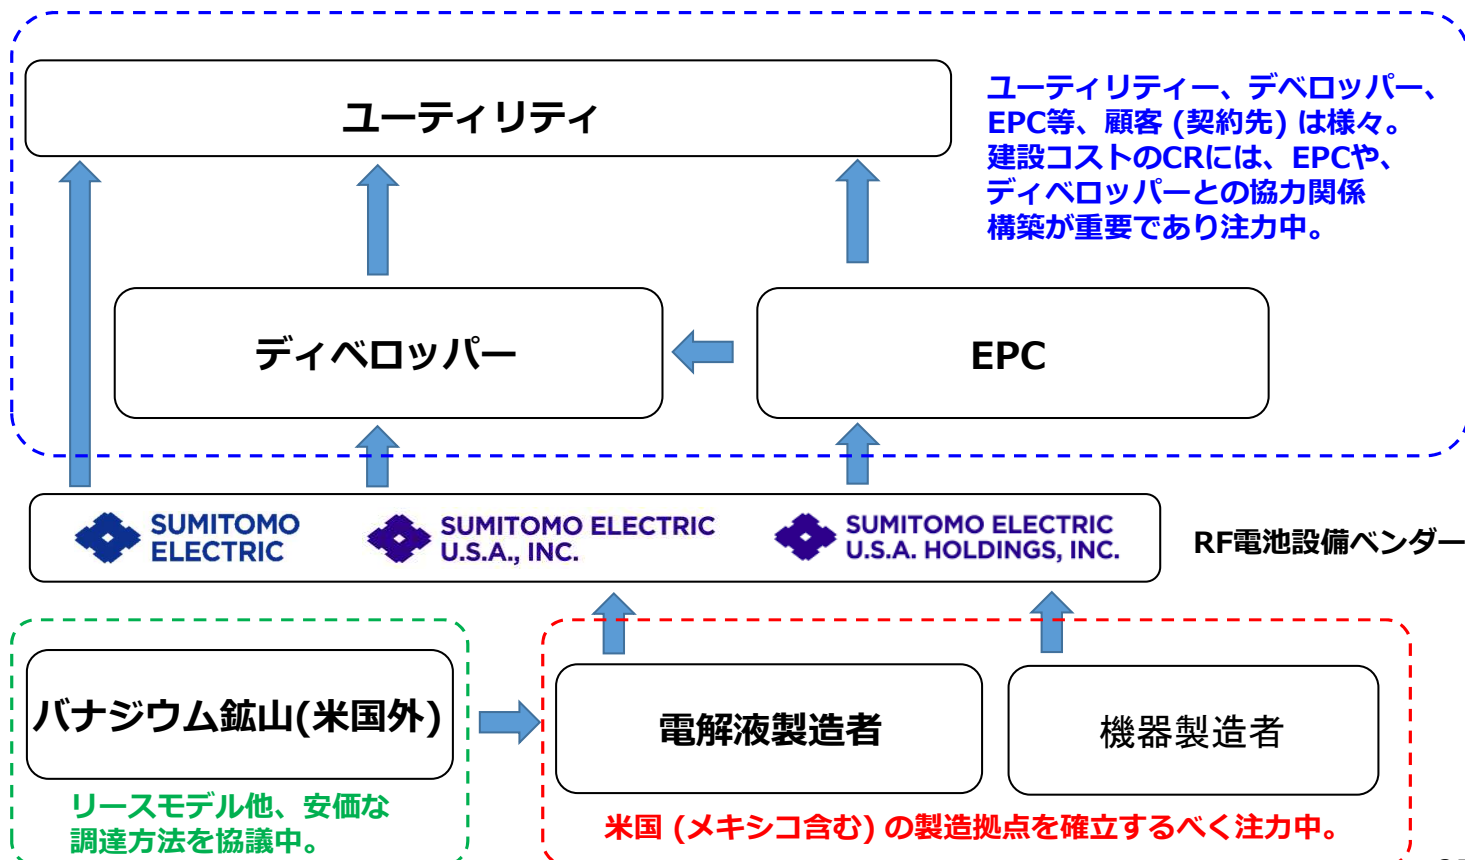 ユーティリティ
ユーティリティー、デベロッパー、
EPC等、顧客 (契約先) は様々。
建設コストのCRには、EPCや、
ディベロッパーとの協力関係
構築が重要であり注力中。
ディベロッパー
EPC
SUMITOMO
ELECTRIC
SUMITOMO ELECTRIC
U.S.A., INC.
SUMITOMO ELECTRIC
U.S.A. HOLDINGS, INC.
RF電池設備ベンダー
バナジウム鉱山(米国外)
電解液製造者
機器製造者
リースモデル他、安価な
調達方法を協議中。
米国 (メキシコ含む) の製造拠点を確立するべく注力中。